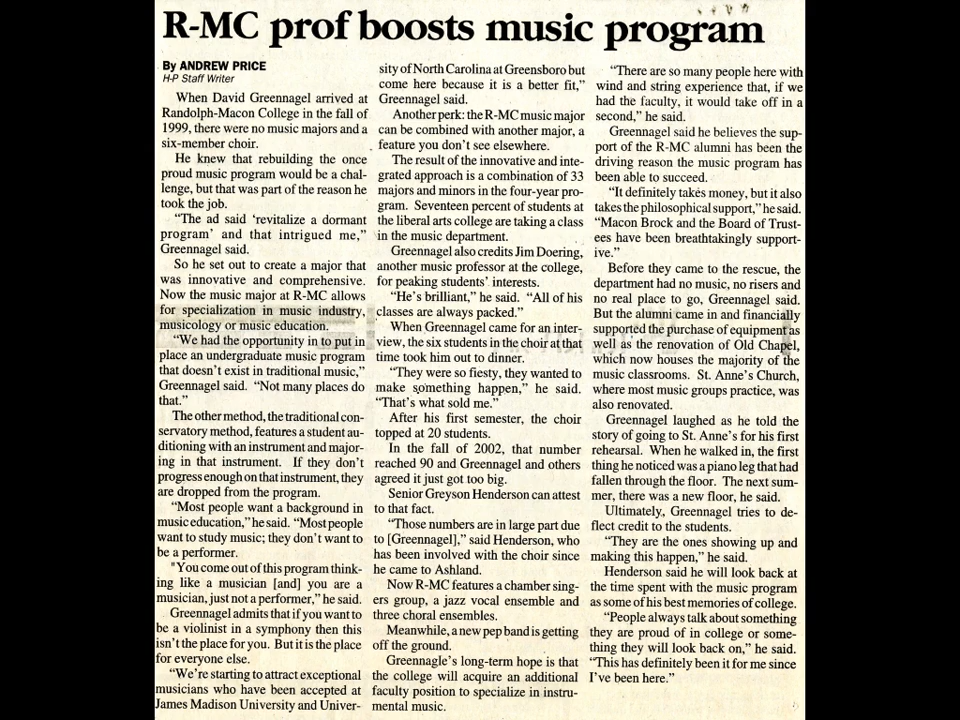 R-MC prof boosts music program
By ANDREW PRICE
H-P Staff Writer
When David Greennagel arrived at
Randolph-Macon College in the fall of
1999, there were no music majors and a
six-member choir.
He knew that rebuilding the once
proud music program would be a chal-
lenge, but that was part of the reason he
took the job.
“The ad said ‘revitalize a dormant
program’ and that intrigued me,”
Greennagel said.
So he set out to create a major that
was innovative and comprehensive.
Now the music major at R-MC allows
for specialization in music industry,
musicology or music education.
“We had the opportunity in to put in
place an undergraduate music program
that doesn’t exist in traditional music,”
Greennagel said. “Not many places do
that.”
The other method, the traditional con-
servatory method, features a student au-
ditioning with an instrument and major-
ing in that instrument. If they don’t
progress enough on that instrument, they
are dropped from the program.
“Most people want a background in
music education,” he said. “Most people
want to study music; they don’t want to
be a performer.
"You come out of this program think-
ing like a musician [and] you are a
musician, just not a performer,” he said.
Greennagel admits that if you want to
be a violinist in a symphony then this
isn’t the place for you. But it is the place
for everyone else.
“We’re starting to attract exceptional
musicians who have been accepted at
James Madison University and Univer-
sity of North Carolina at Greensboro but
come here because it is a better fit,”
Greennagel said.
Another perk: the R-MC music major
can be combined with another major, a
feature you don’t see elsewhere.
The result of the innovative and inte-
grated approach is a combination of 33
majors and minors in the four-year pro-
gram. Seventeen percent of students at
the liberal arts college are taking a class
in the music department.
Greennagel also credits Jim Doering,
another music professor at the college,
for peaking students’ interests.
“He’s brilliant,” he said. “All of his
classes are always packed.”
When Greennagel came for an inter-
view, the six students in the choir at that
time took him out to dinner.
“They were so fiesty, they wanted to
make something happen,” he said.
“That’s what sold me.”
After his first semester, the choir
topped at 20 students.
In the fall of 2002, that number
reached 90 and Greennagel and others
agreed it just got too big.
Senior Greyson Henderson can attest
to that fact.
“Those numbers are in large part due
to [Greennagel],” said Henderson, who
has been involved with the choir since
he came to Ashland.
Now R-MC features a chamber sing-
ers group, a jazz vocal ensemble and
three choral ensembles.
Meanwhile, a new pep band is getting
off the ground.
Greennagle’s long-term hope is that
the college will acquire an additional
faculty position to specialize in instru-
mental music.
“There are so many people here with
wind and string experience that, if we
had the faculty, it would take off in a
second,” he said.
Greennagel said he believes the sup-
port of the R-MC alumni has been the
driving reason the music program has
been able to succeed.
“It definitely takes money, but it also
takes the philosophical support,” he said.
“Macon Brock and the Board of Trust-
ees have been breathtakingly support-
ive.”
Before they came to the rescue, the
department had no music, no risers and
no real place to go, Greennagel said.
But the alumni came in and financially
supported the purchase of equipment as
well as the renovation of Old Chapel,
which now houses the majority of the
music classrooms. St. Anne’s Church,
where most music groups practice, was
also renovated.
Greennagel laughed as he told the
story of going to St. Anne’s for his first
rehearsal. When he walked in, the first
thing he noticed was a piano leg that had
fallen through the floor. The next sum-
mer, there was a new floor, he said.
Ultimately, Greennagel tries to de-
flect credit to the students.
“They are the ones showing up and
making this happen,” he said.
Henderson said he will look back at
the time spent with the music program
as some of his best memories of college.
“People always talk about something
they are proud of in college or some-
thing they will look back on,” he said.
“This has definitely been it for me since
I’ve been here.”